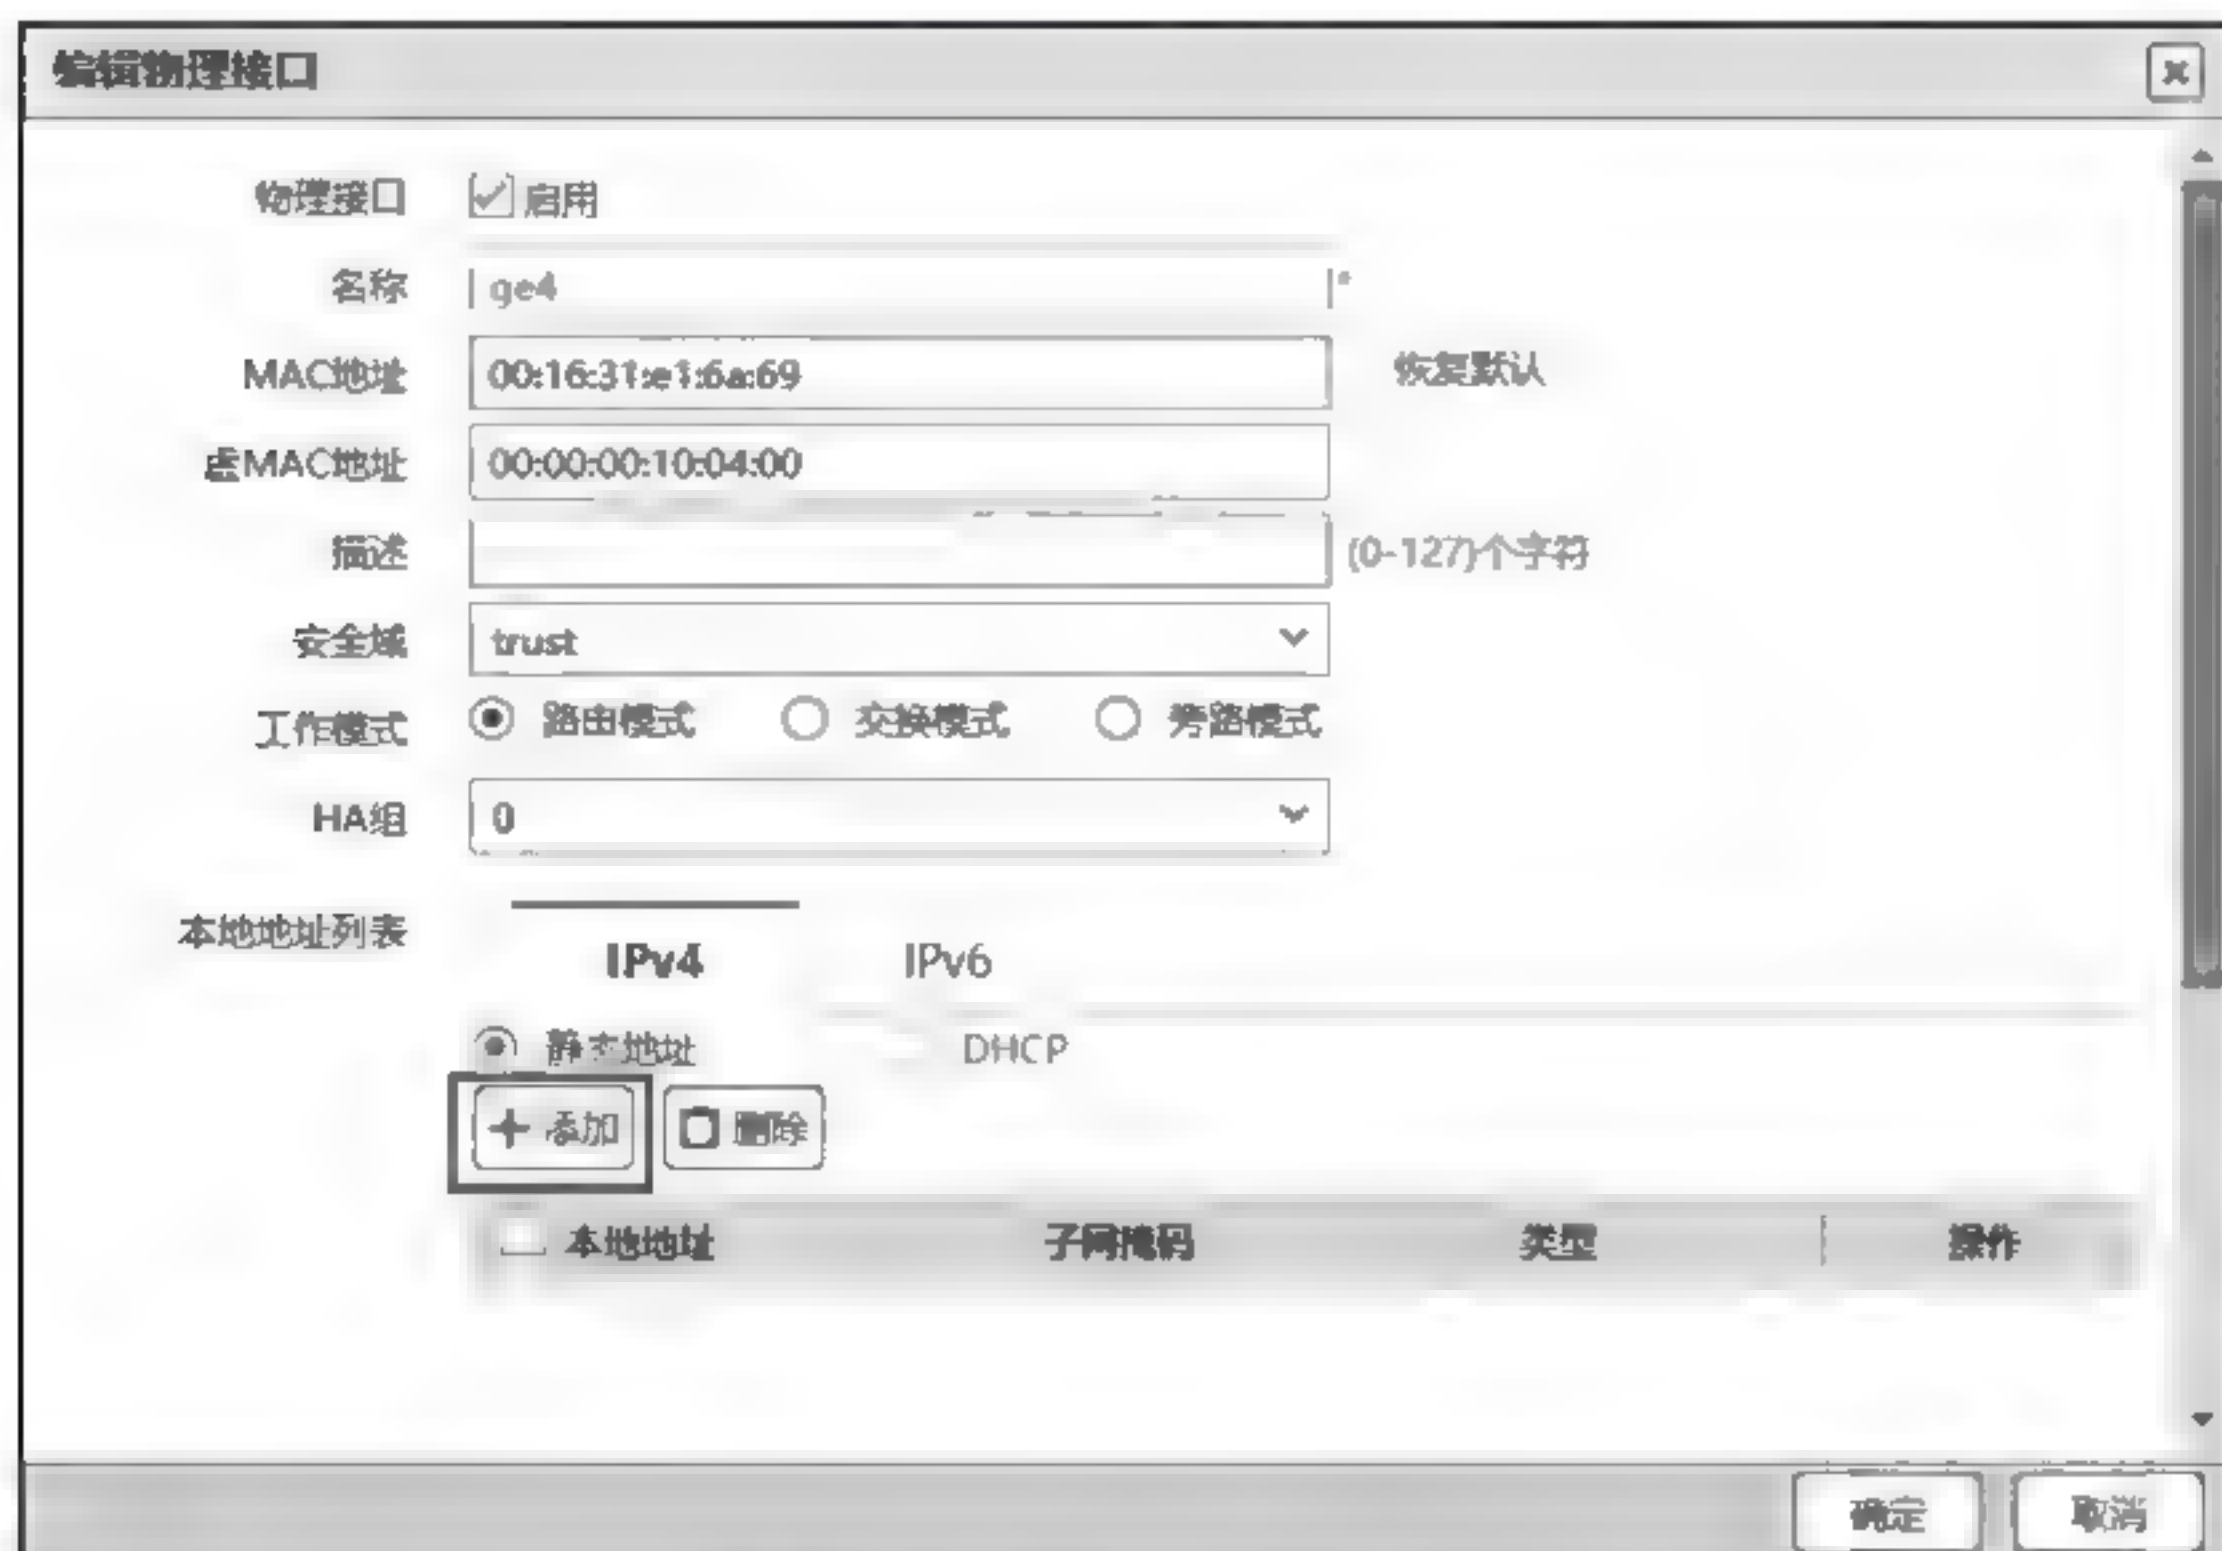 编辑物理接口
物理接口 启用
名称 ge4 *
MAC地址 00:16:31:e1:6a:69 恢复默认
虚MAC地址 00:00:00:10:04:00
描述 (0-127)个字符
安全域 trust
工作模式 路由模式 交换模式 旁路模式
HA组 0
本地地址列表 IPv4 IPv6
静态地址 DHCP
添加 删除
本地地址 子网掩码 类型 操作
确定 取消